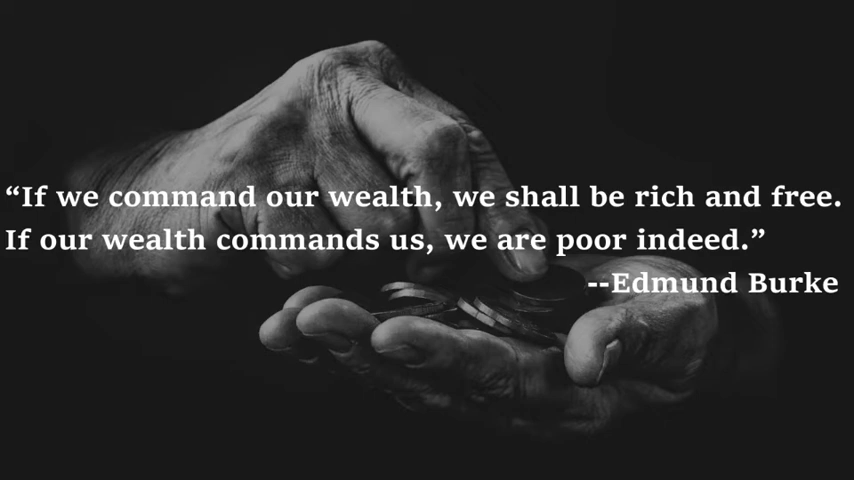 “If we command our wealth, we shall be rich and free.
If our wealth commands us, we are poor indeed.”
--Edmund Burke